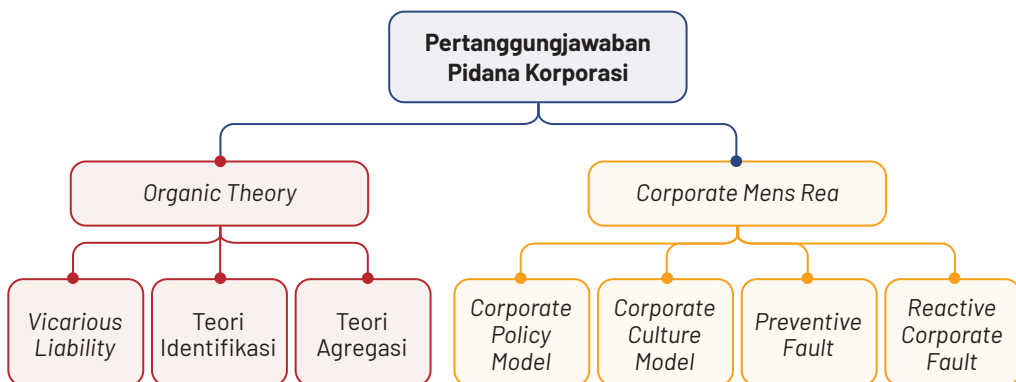 Pertanggungjawaban
Pidana Korporasi
Organic Theory
Corporate Mens Rea
Vicarious
Liability
Teori
Identifikasi
Teori
Agregasi
Corporate
Policy
Model
Corporate
Culture
Model
Preventive
Fault
Reactive
Corporate
Fault